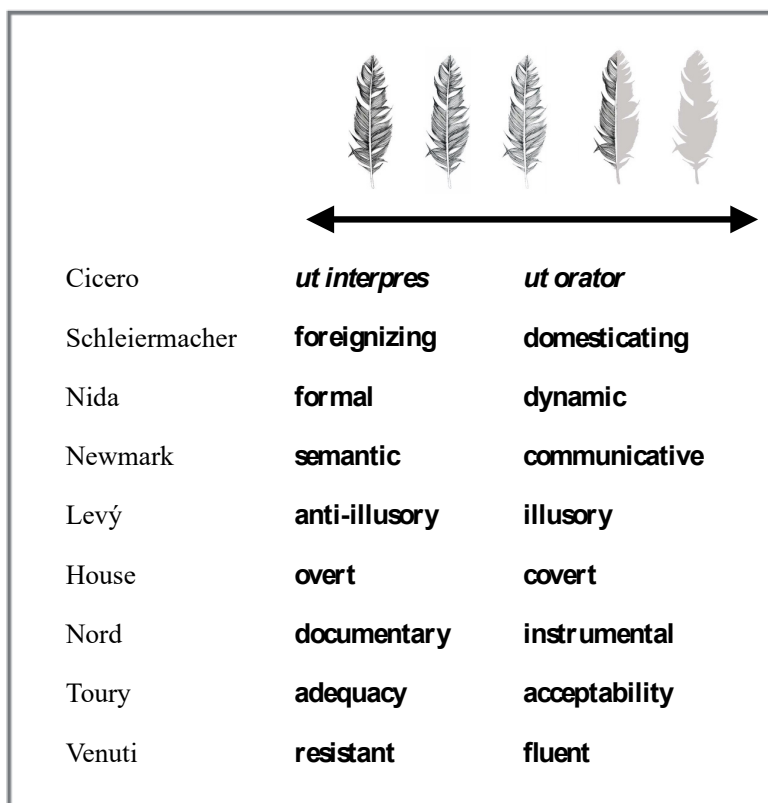 Cicero ut interpres ut orator
Schleiermacher foreignizing domesticating
Nida formal dynamic
Newmark semantic communicative
Levý anti-illusory illusory
House overt covert
Nord documentary instrumental
Toury adequacy acceptability
Venuti resistant fluent